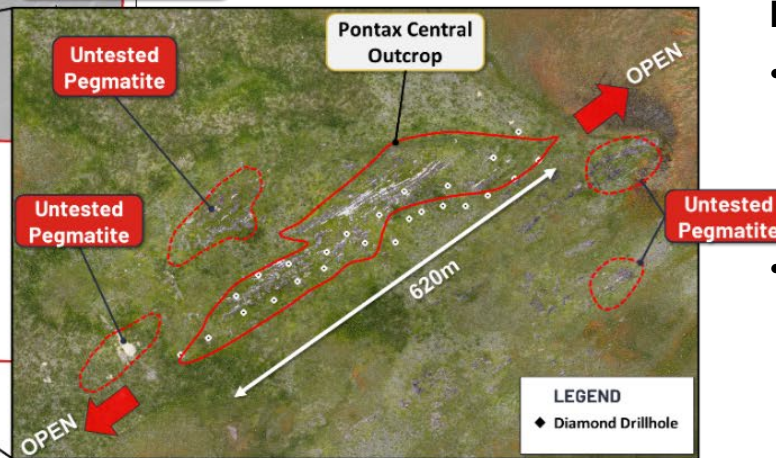 Pontax Central
Outcrop
OPEN
Untested
Pegmatite
Untested
Pegmatite
Untested
Pegmatite
620m
OPEN
LEGEND
Diamond Drillhole